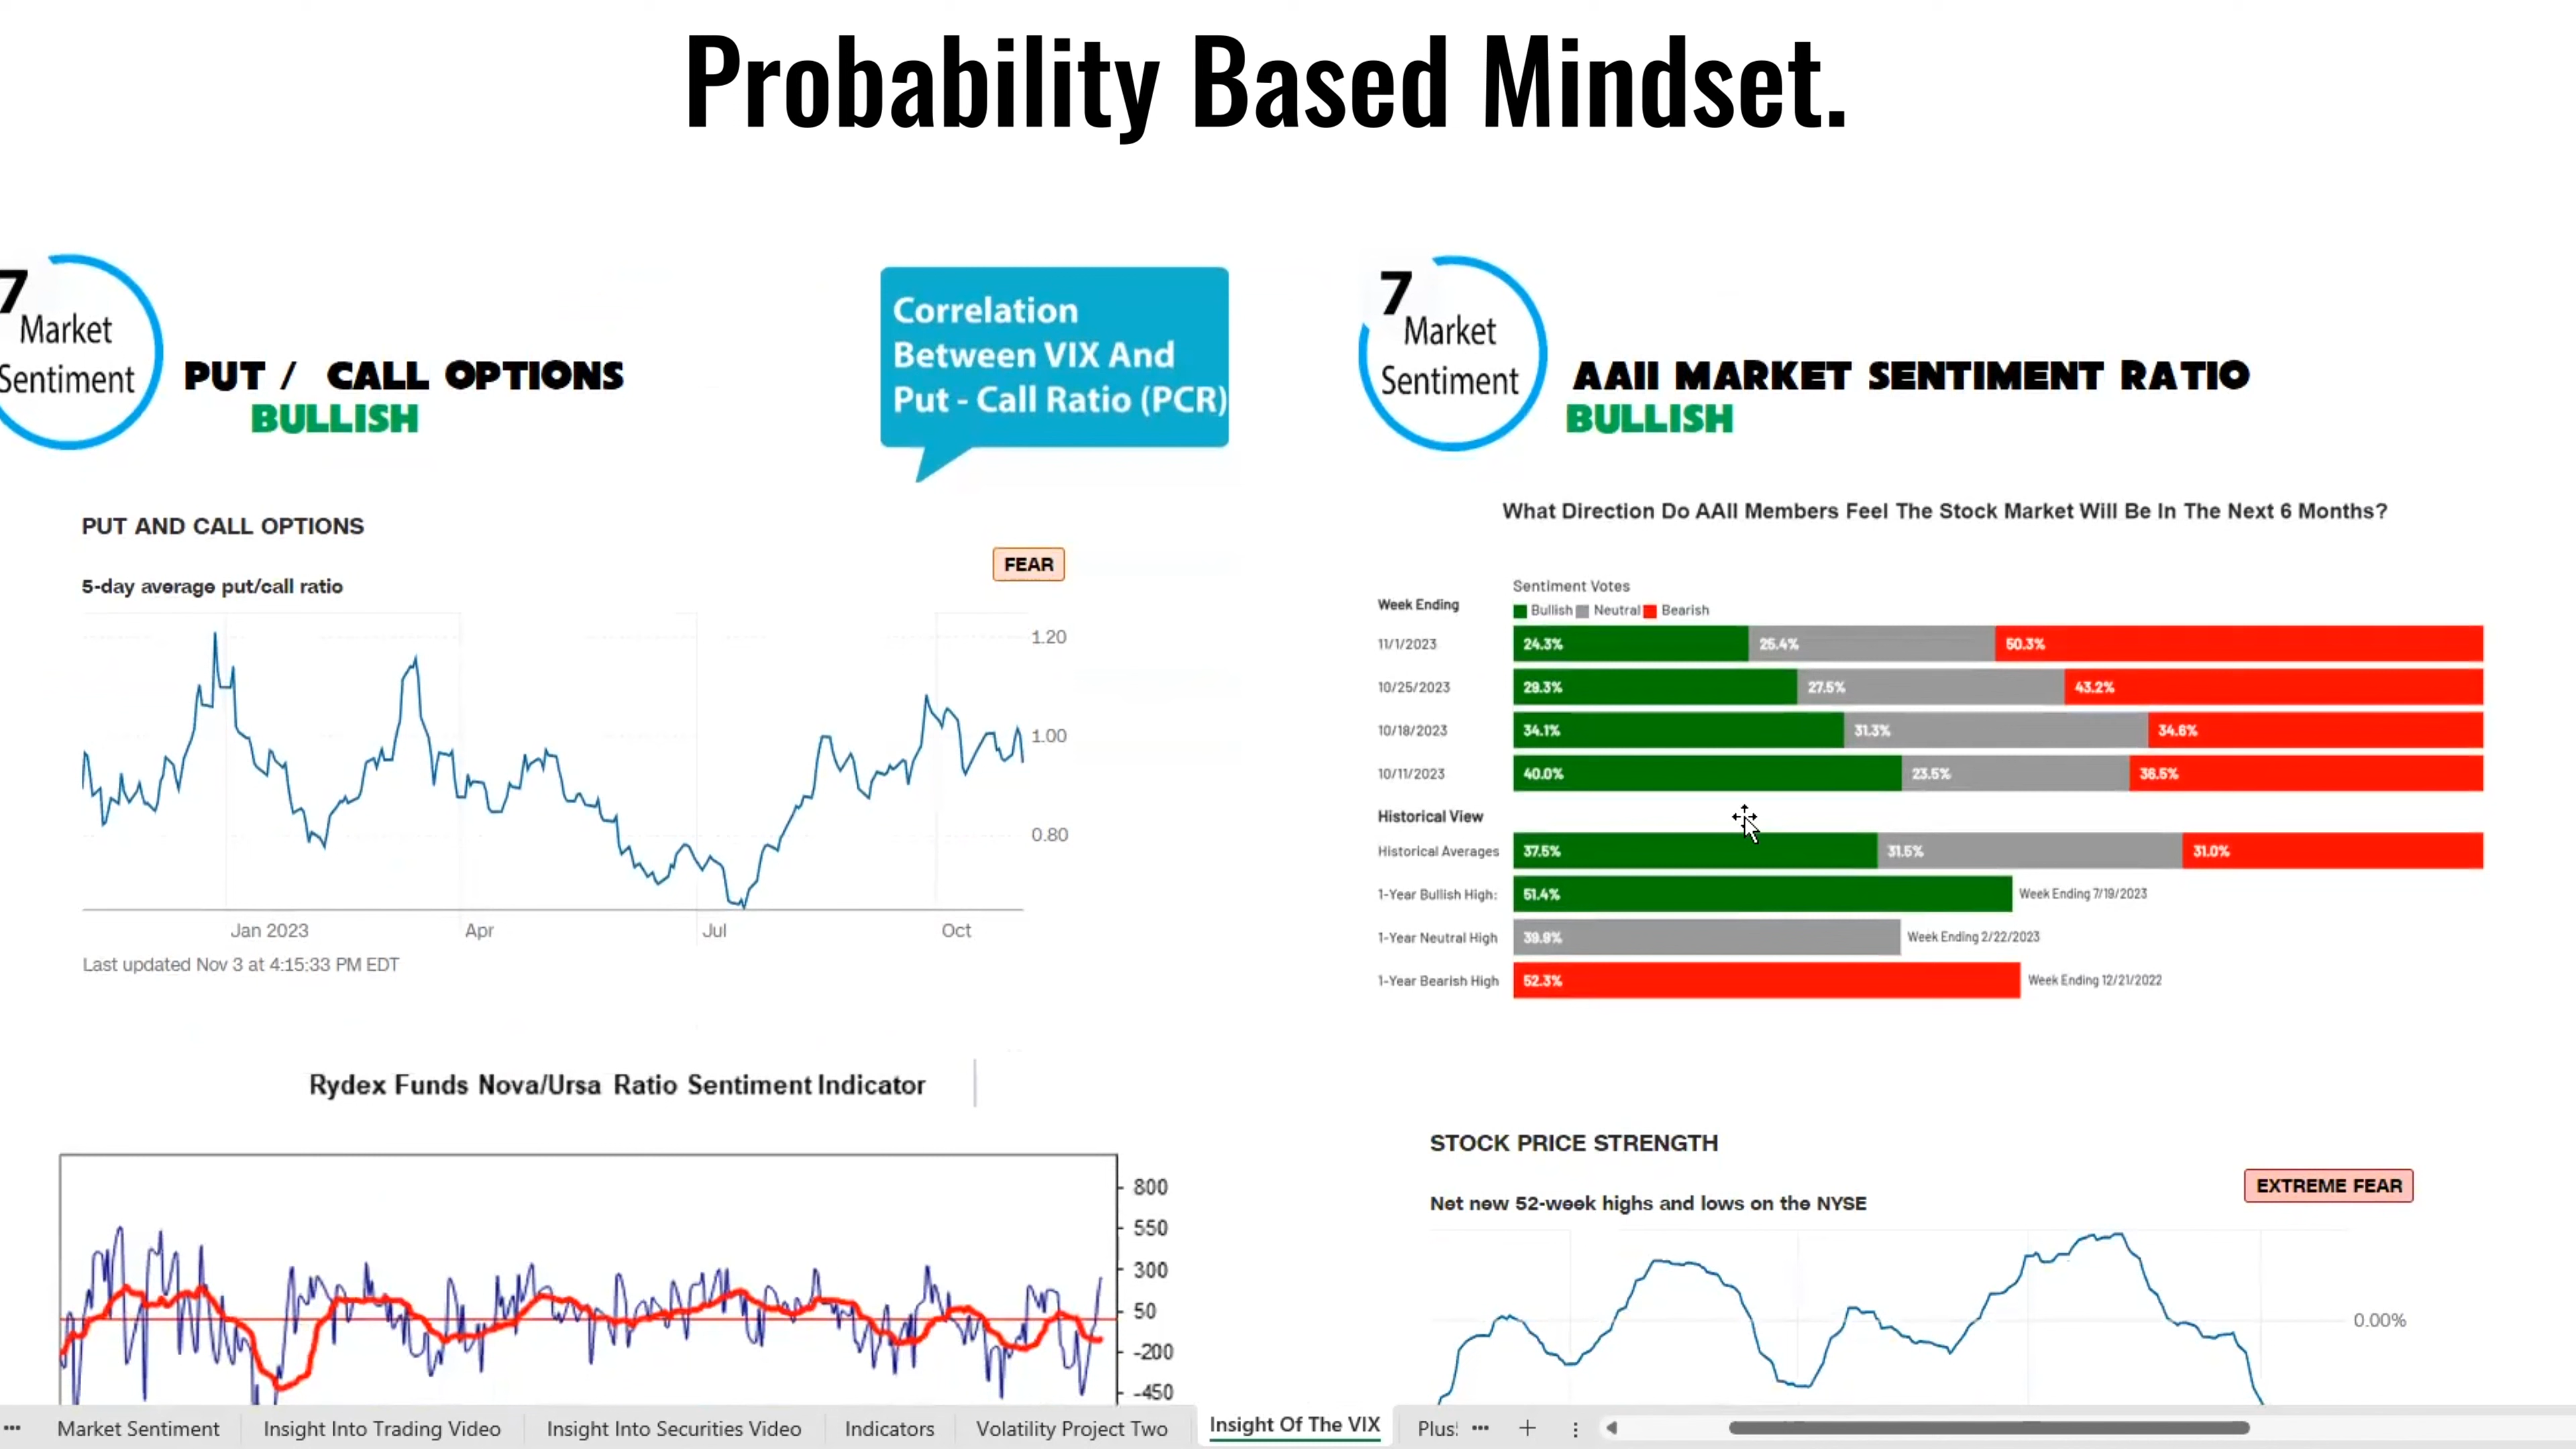 Probability Based Mindset.
7
Market
Sentiment
PUT / CALL OPTIONS
BULLISH
Correlation
Between VIX And
Put - Call Ratio (PCR)
PUT AND CALL OPTIONS
FEAR
5-day average put/call ratio
1.20
1.00
0.80
Jan 2023 Apr Jul Oct
Last updated Nov 3 at 4:15:33 PM EDT
Rydex Funds Nova/Ursa Ratio Sentiment Indicator
800
550
300
50
-200
-450
7
Market
Sentiment
AAII MARKET SENTIMENT RATIO
BULLISH
What Direction Do AAII Members Feel The Stock Market Will Be In The Next 6 Months?
Sentiment Votes
Week Ending
Bullish Neutral Bearish
11/1/2023 24.3% 25.4% 50.3%
10/25/2023 29.3% 27.5% 43.2%
10/18/2023 34.1% 31.3% 34.6%
10/11/2023 40.0% 23.5% 36.5%
Historical View
Historical Averages 37.5% 31.5% 31.0%
1-Year Bullish High: 51.4% Week Ending 7/19/2023
1-Year Neutral High 39.9% Week Ending 2/22/2023
1-Year Bearish High 52.3% Week Ending 12/21/2022
STOCK PRICE STRENGTH
EXTREME FEAR
Net new 52-week highs and lows on the NYSE
0.00%
Market Sentiment Insight Into Trading Video Insight Into Securities Video Indicators Volatility Project Two Insight Of The VIX Plus